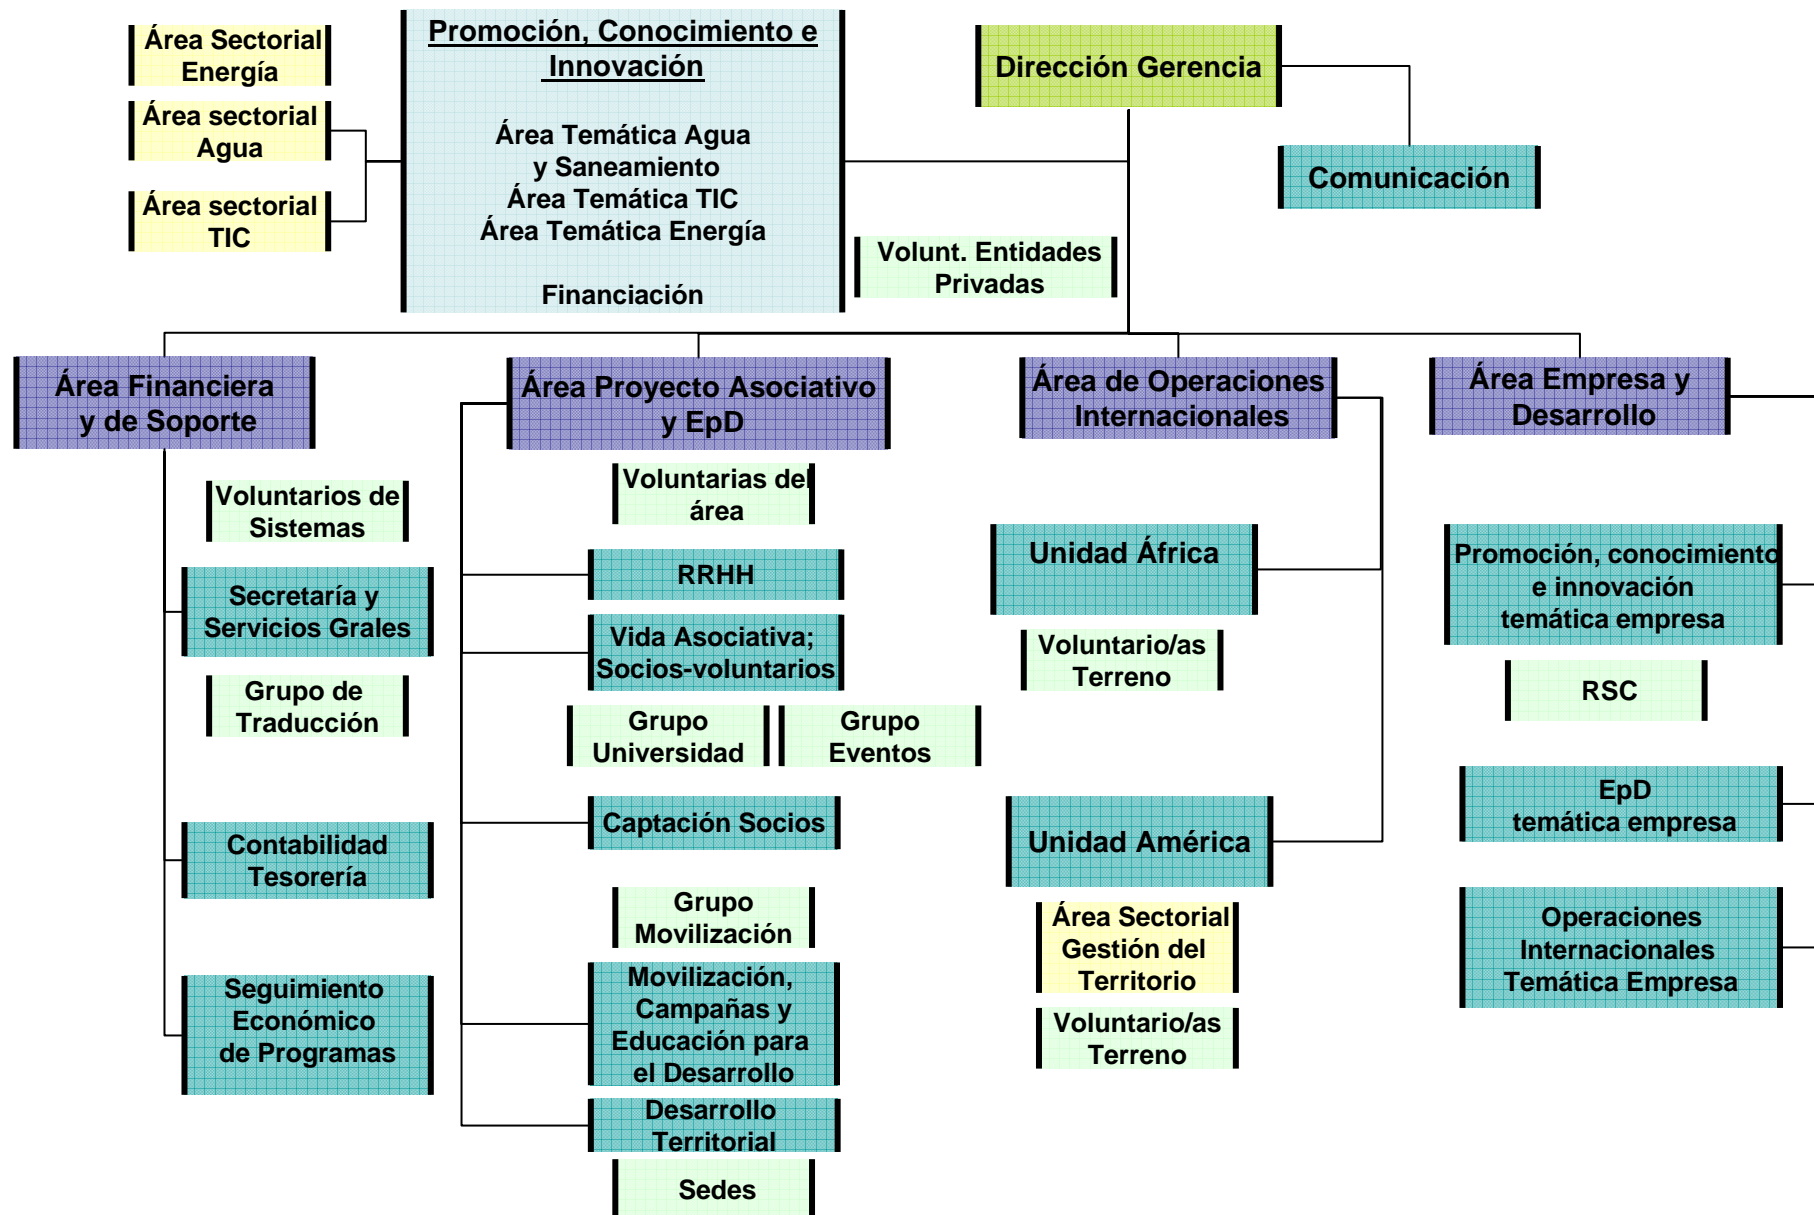 Área Sectorial
Energía
Área sectorial
Agua
Área sectorial
TIC
Promoción, Conocimiento e
Innovación
Área Temática Agua
y Saneamiento
Área Temática TIC
Área Temática Energía
Financiación
Dirección Gerencia
Comunicación
Volunt. Entidades
Privadas
Área Financiera
y de Soporte
Voluntarios de
Sistemas
Secretaría y
Servicios Grales
Grupo de
Traducción
Contabilidad
Tesorería
Seguimiento
Económico
de Programas
Área Proyecto Asociativo
y EpD
Voluntarias del
área
RRHH
Vida Asociativa;
Socios-voluntarios
Grupo
Universidad
Grupo
Eventos
Captación Socios
Grupo
Movilización
Movilización,
Campañas y
Educación para
el Desarrollo
Desarrollo
Territorial
Sedes
Área de Operaciones
Internacionales
Unidad África
Voluntario/as
Terreno
Unidad América
Área Sectorial
Gestión del
Territorio
Voluntario/as
Terreno
Área Empresa y
Desarrollo
Promoción, conocimiento
e innovación
temática empresa
RSC
EpD
temática empresa
Operaciones
Internacionales
Temática Empresa